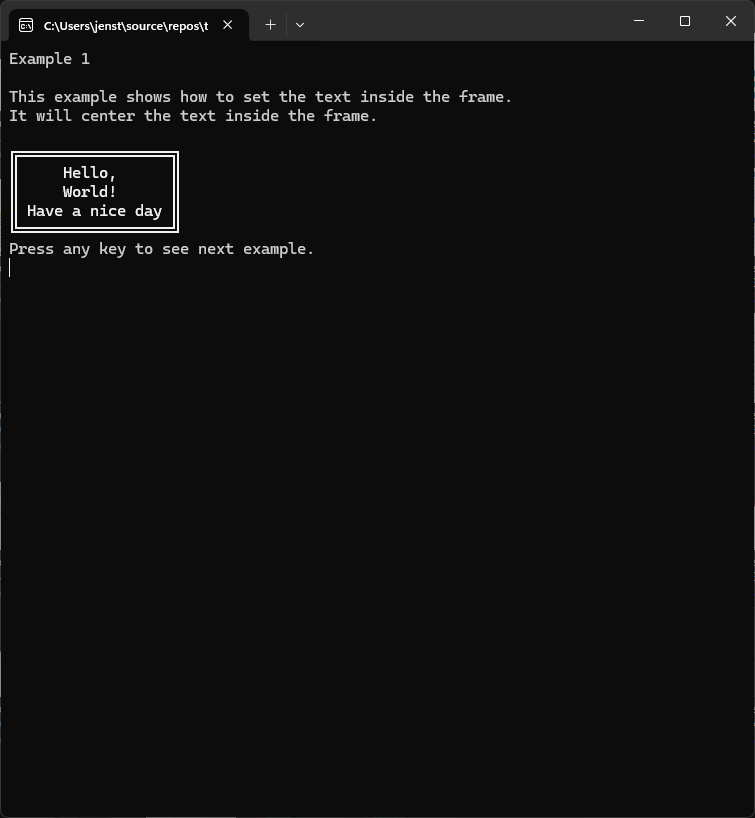 C:\Users\jenst\source\repos\t
Example 1
This example shows how to set the text inside the frame.
It will center the text inside the frame.
Hello,
World!
Have a nice day
Press any key to see next example.